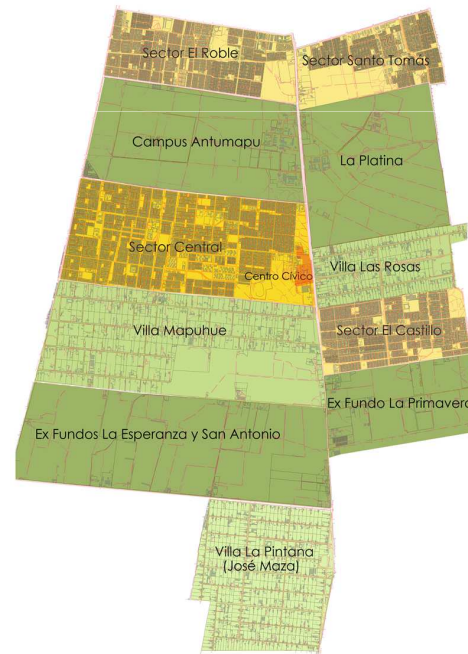 Sector El Roble
Sector Santo Tomás
Campus Antumapu
La Platina
Sector Central
Centro Cívico
Villa Las Rosas
Villa Mapuhue
Sector El Castillo
Ex Fundo La Primavera
Ex Fundos La Esperanza y San Antonio
Villa La Pintana
(José Maza)